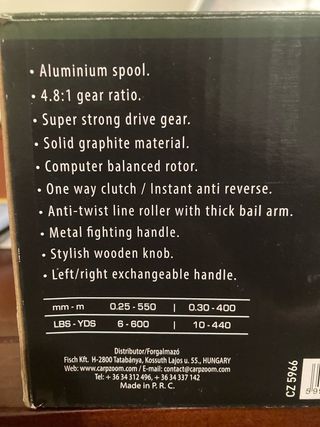 • Aluminium spool.
• 4.8:1 gear ratio.
• Super strong drive gear.
• Solid graphite material.
• Computer balanced rotor.
• One way clutch / Instant anti reverse.
• Anti-twist line roller with thick bail arm.
• Metal fighting handle.
• Stylish wooden knob.
• Left/right exchangeable handle.
mm - m 0.25 - 550 | 0.30 - 400
LBS - YDS 6 - 600 | 10 - 440
Distributor/Forgalmazó
Fisch Kft. H-2800 Tatabánya, Kossuth Lajos u. 55., HUNGARY
Web: www.carpzoom.com / E-mail: contact@carpzoom.com
Tel.: + 36 34 312 496, + 36 34 337 142
Made in P. R. C.
CZ 5966